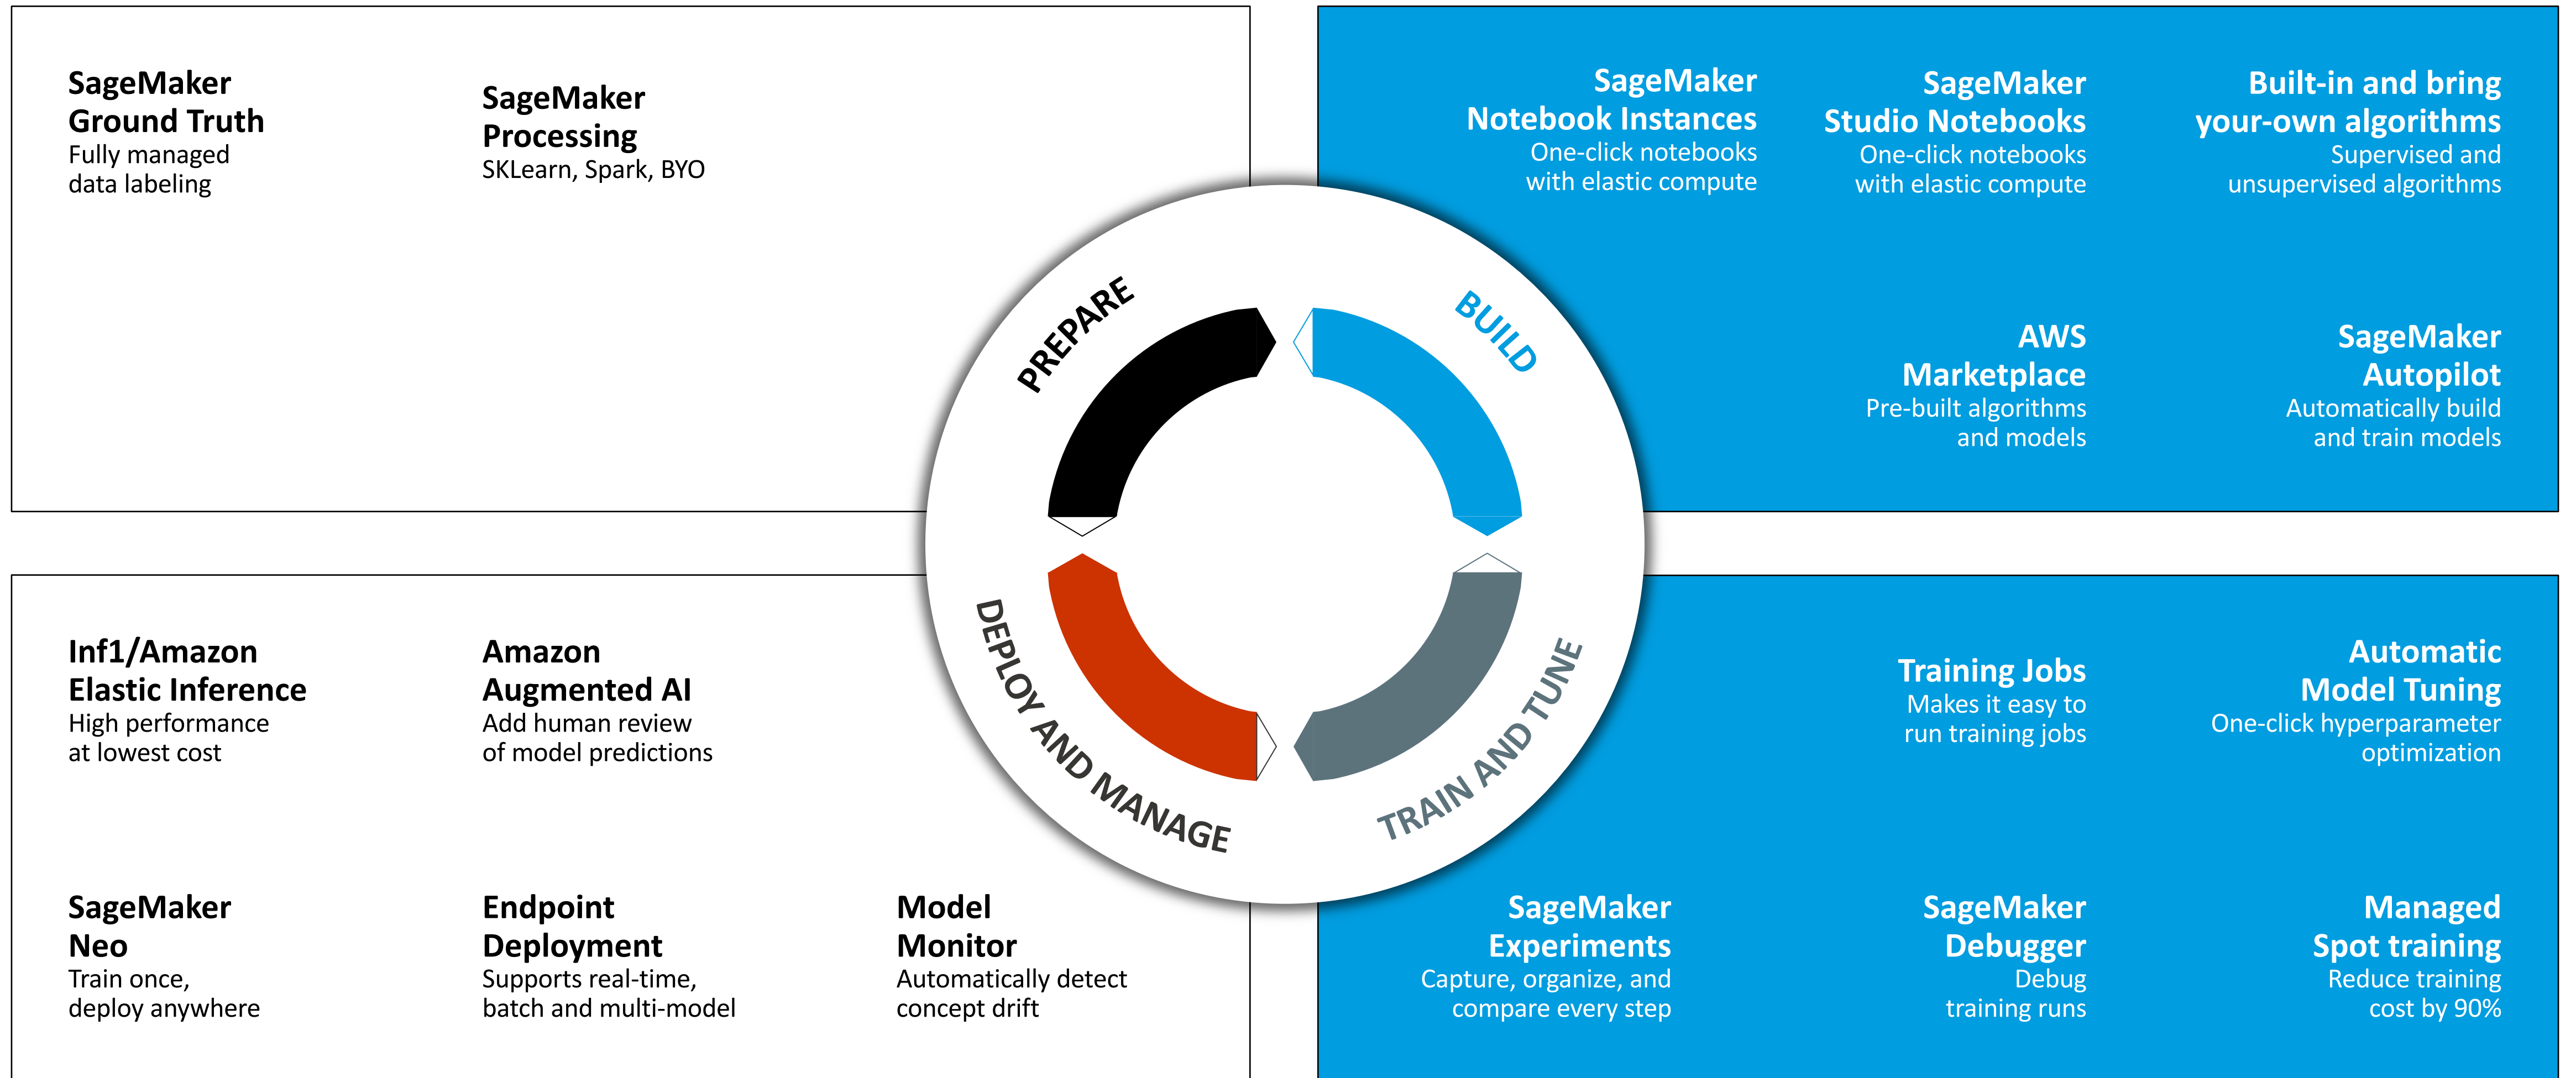 SageMaker
Ground Truth
Fully managed
data labeling
SageMaker
Processing
SKLearn, Spark, BYO
SageMaker
Notebook Instances
One-click notebooks
with elastic compute
SageMaker
Studio Notebooks
One-click notebooks
with elastic compute
Built-in and bring
your-own algorithms
Supervised and
unsupervised algorithms
AWS
Marketplace
Pre-built algorithms
and models
SageMaker
Autopilot
Automatically build
and train models
PREPARE
BUILD
DEPLOY AND MANAGE
TRAIN AND TUNE
Inf1/Amazon
Elastic Inference
High performance
at lowest cost
Amazon
Augmented AI
Add human review
of model predictions
SageMaker
Neo
Train once,
deploy anywhere
Endpoint
Deployment
Supports real-time,
batch and multi-model
Model
Monitor
Automatically detect
concept drift
Training Jobs
Makes it easy to
run training jobs
Automatic
Model Tuning
One-click hyperparameter
optimization
SageMaker
Experiments
Capture, organize, and
compare every step
SageMaker
Debugger
Debug
training runs
Managed
Spot training
Reduce training
cost by 90%